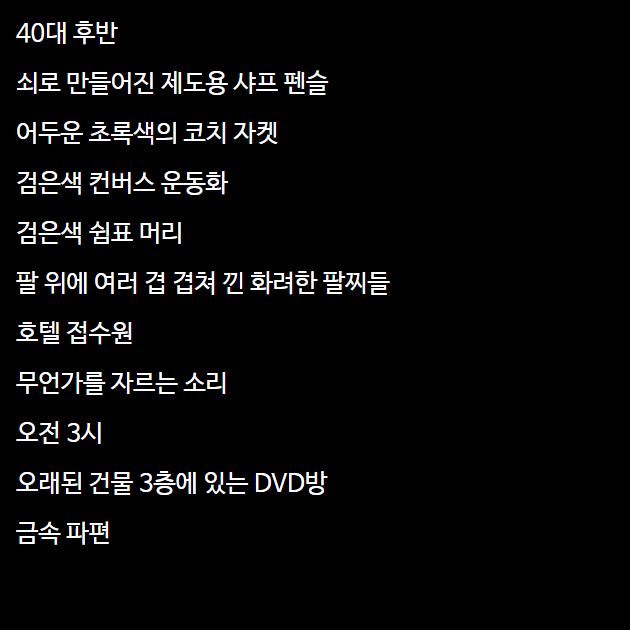 40대 후반
쇠로 만들어진 제도용 샤프 펜슬
어두운 초록색의 코치 자켓
검은색 컨버스 운동화
검은색 쉼표 머리
팔 위에 여러 겹 겹쳐 낀 화려한 팔찌들
호텔 접수원
무언가를 자르는 소리
오전 3시
오래된 건물 3층에 있는 DVD방
금속 파편